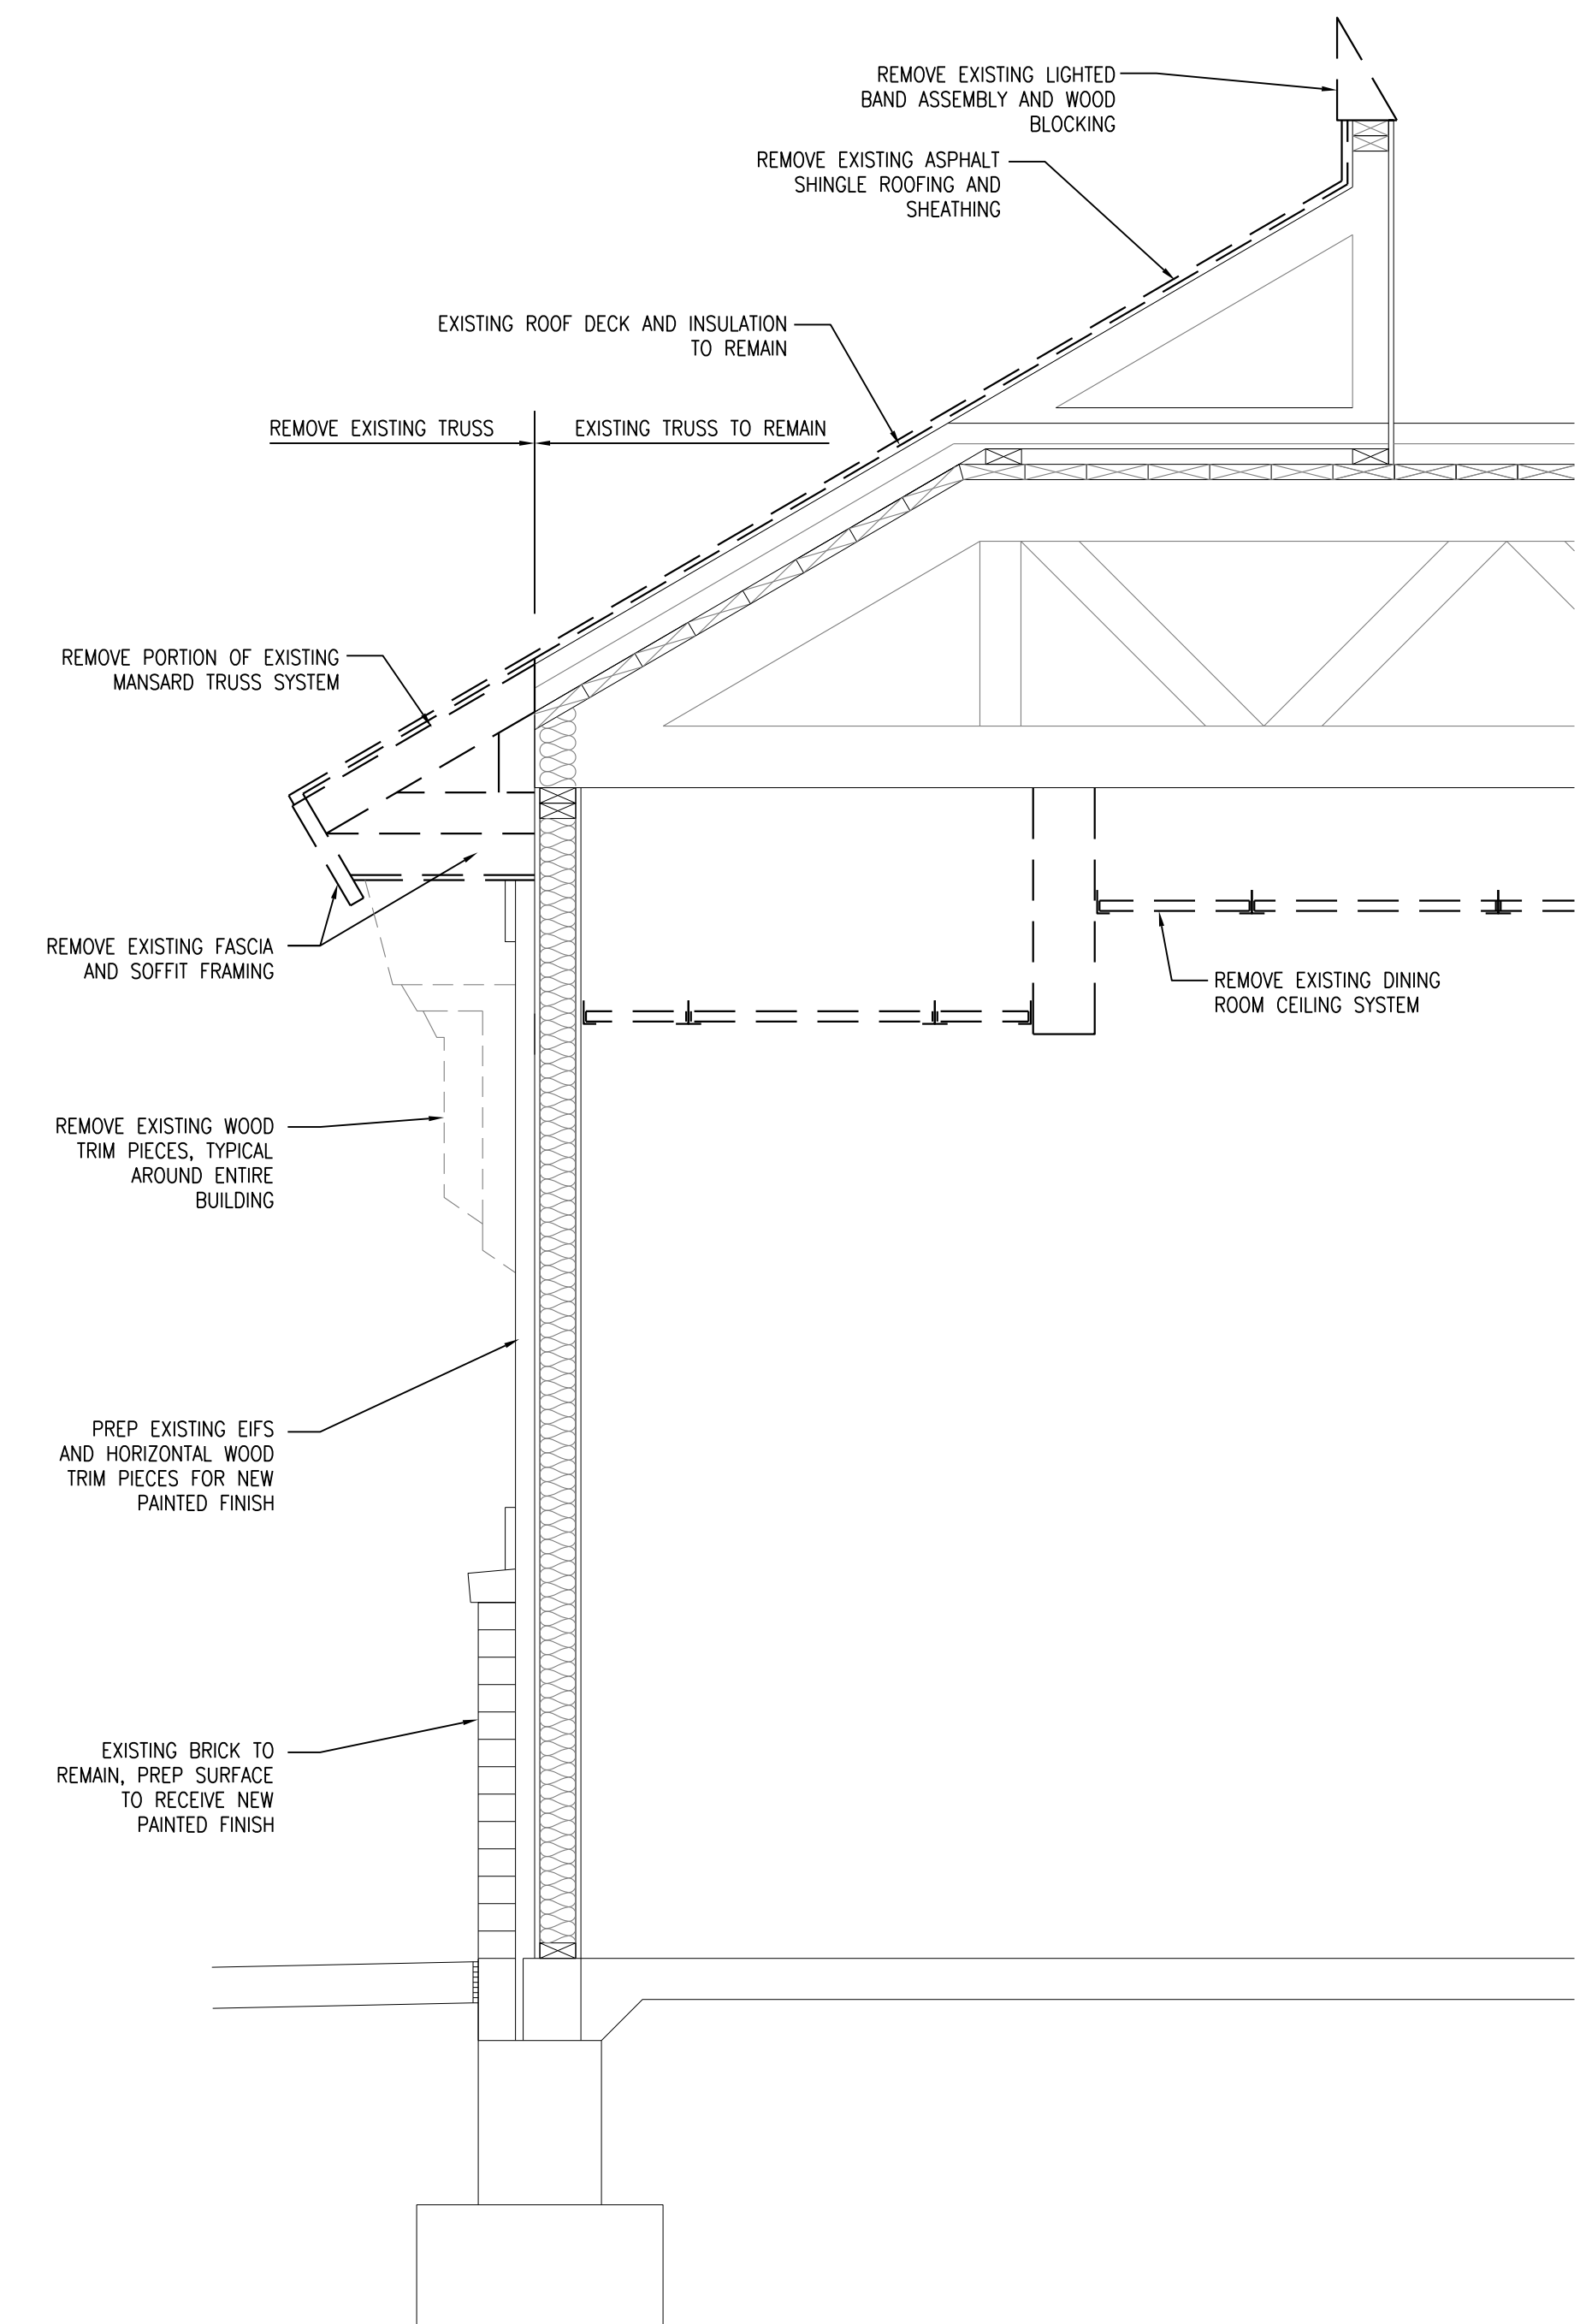 REMOVE EXISTING LIGHTED
BAND ASSEMBLY AND WOOD
BLOCKING
REMOVE EXISTING ASPHALT
SHINGLE ROOFING AND
SHEATHING
EXISTING ROOF DECK AND INSULATION
TO REMAIN
REMOVE EXISTING TRUSS
EXISTING TRUSS TO REMAIN
REMOVE PORTION OF EXISTING
MANSARD TRUSS SYSTEM
REMOVE EXISTING FASCIA
AND SOFFIT FRAMING
REMOVE EXISTING DINING
ROOM CEILING SYSTEM
REMOVE EXISTING WOOD
TRIM PIECES, TYPICAL
AROUND ENTIRE
BUILDING
PREP EXISTING EIFS
AND HORIZONTAL WOOD
TRIM PIECES FOR NEW
PAINTED FINISH
EXISTING BRICK TO
REMAIN, PREP SURFACE
TO RECEIVE NEW
PAINTED FINISH